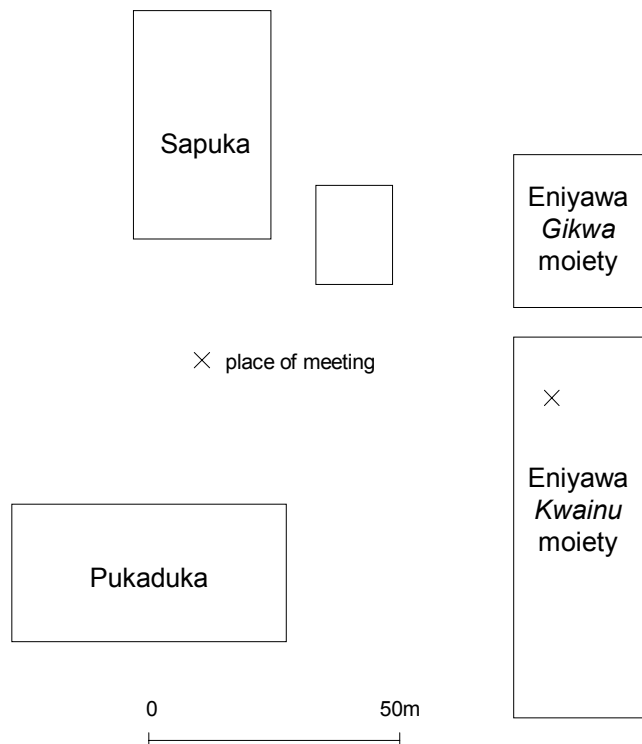 Sapuka
Eniyawa
Gikwa
moiety
place of meeting
Eniyawa
Kwainu
moiety
Pukaduka
0 50m